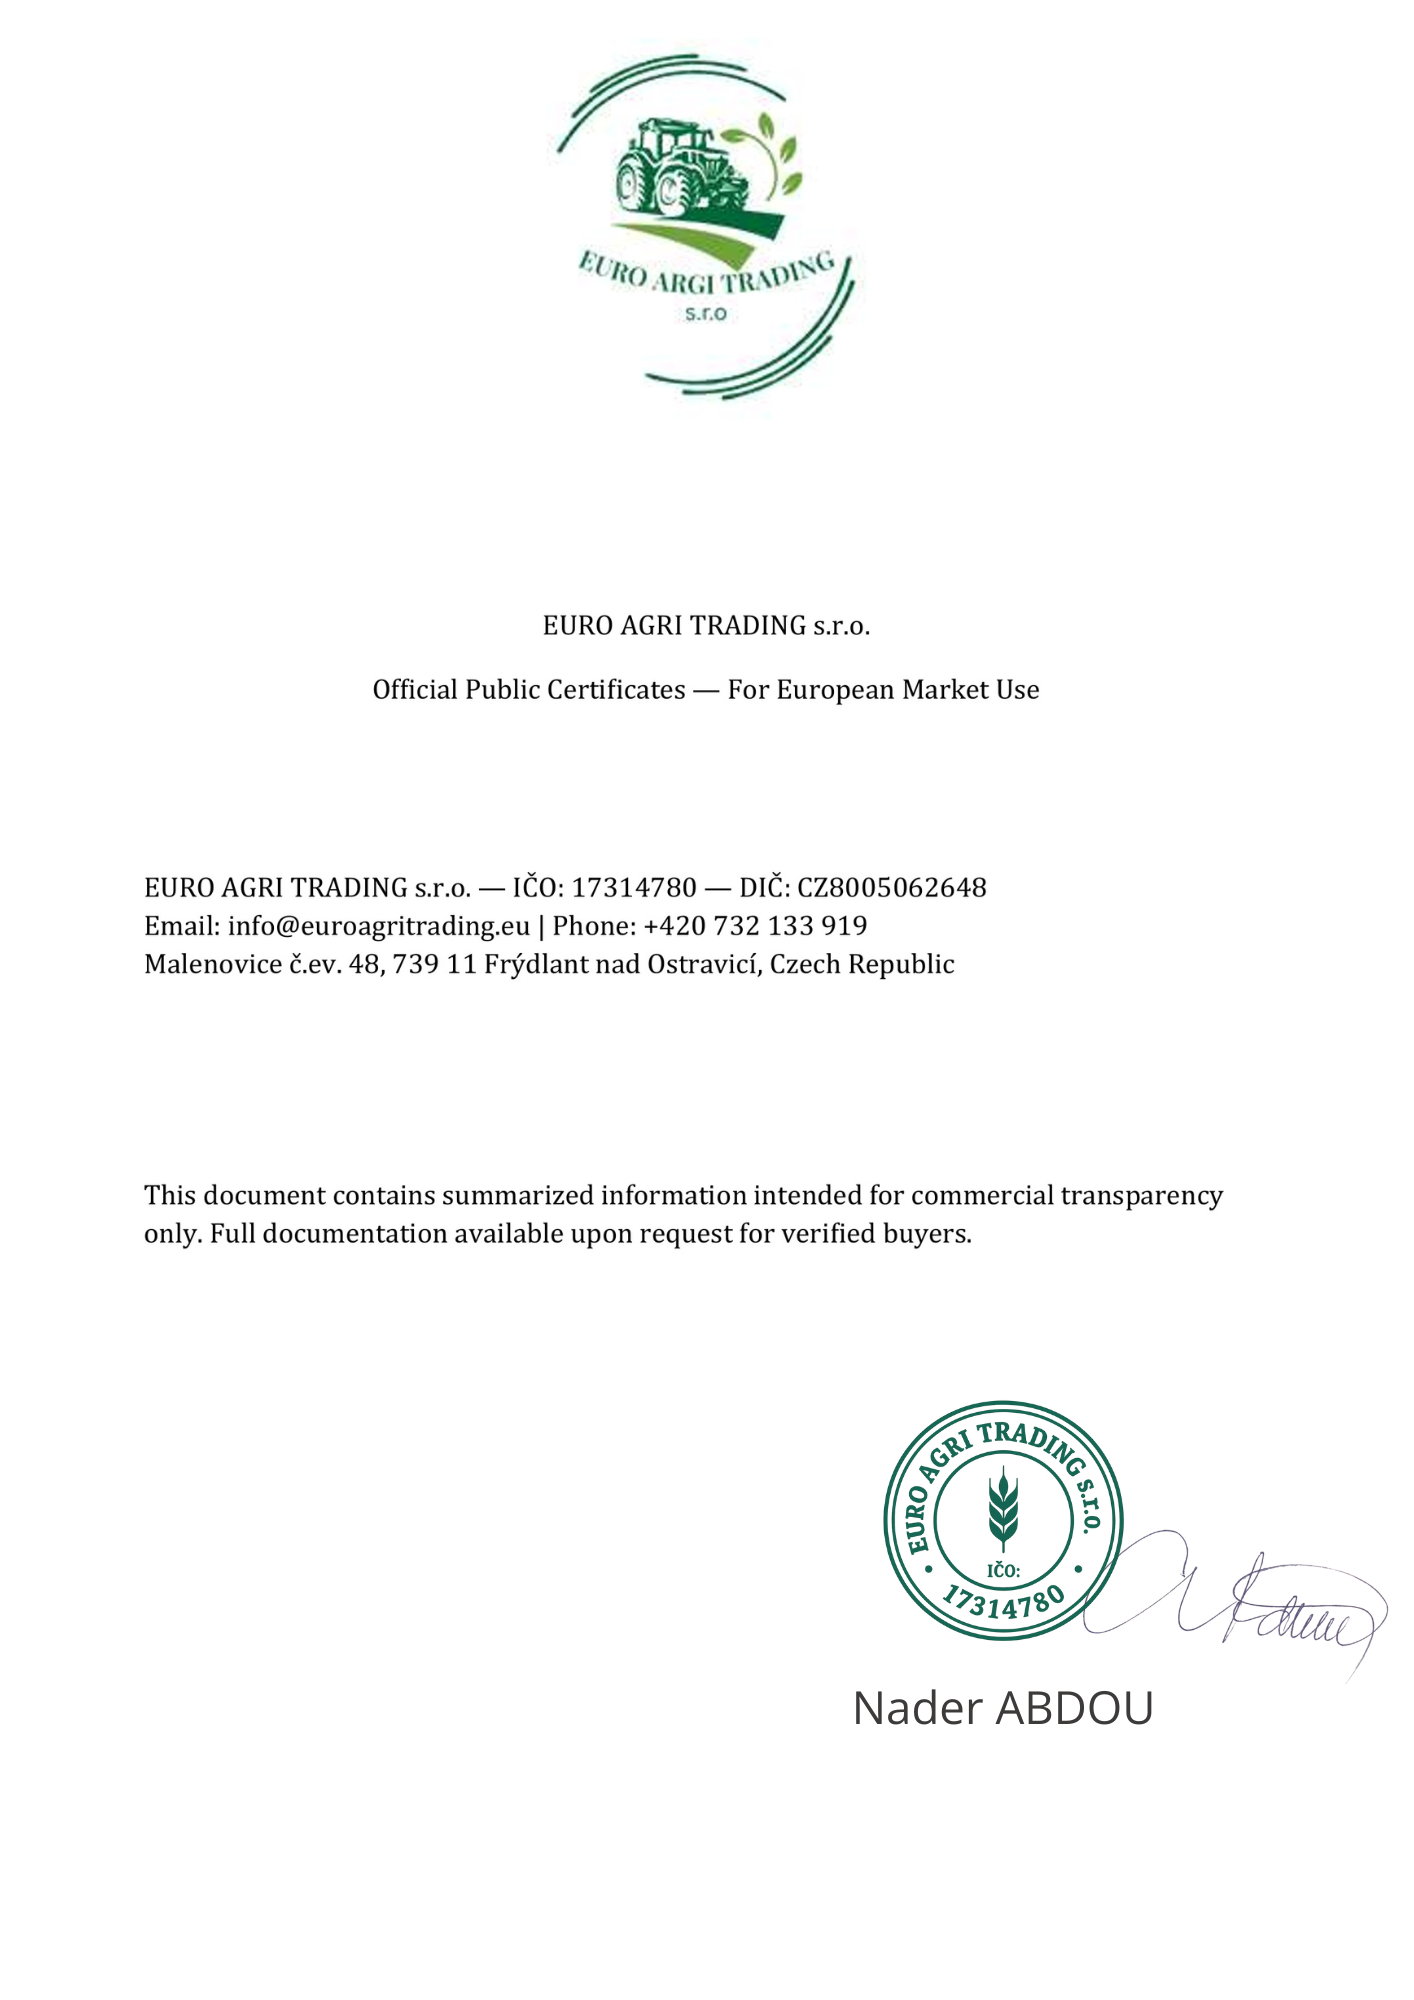 EURO ARGI TRADING
s.r.o
EURO AGRI TRADING s.r.o.
Official Public Certificates — For European Market Use
EURO AGRI TRADING s.r.o. — IČO: 17314780 — DIČ: CZ8005062648
Email: info@euroagritrading.eu | Phone: +420 732 133 919
Malenovice č.ev. 48, 739 11 Frýdlant nad Ostravicí, Czech Republic
This document contains summarized information intended for commercial transparency
only. Full documentation available upon request for verified buyers.
EURO AGRI TRADING s.r.o.
IČO:
17314780
Nader ABDOU